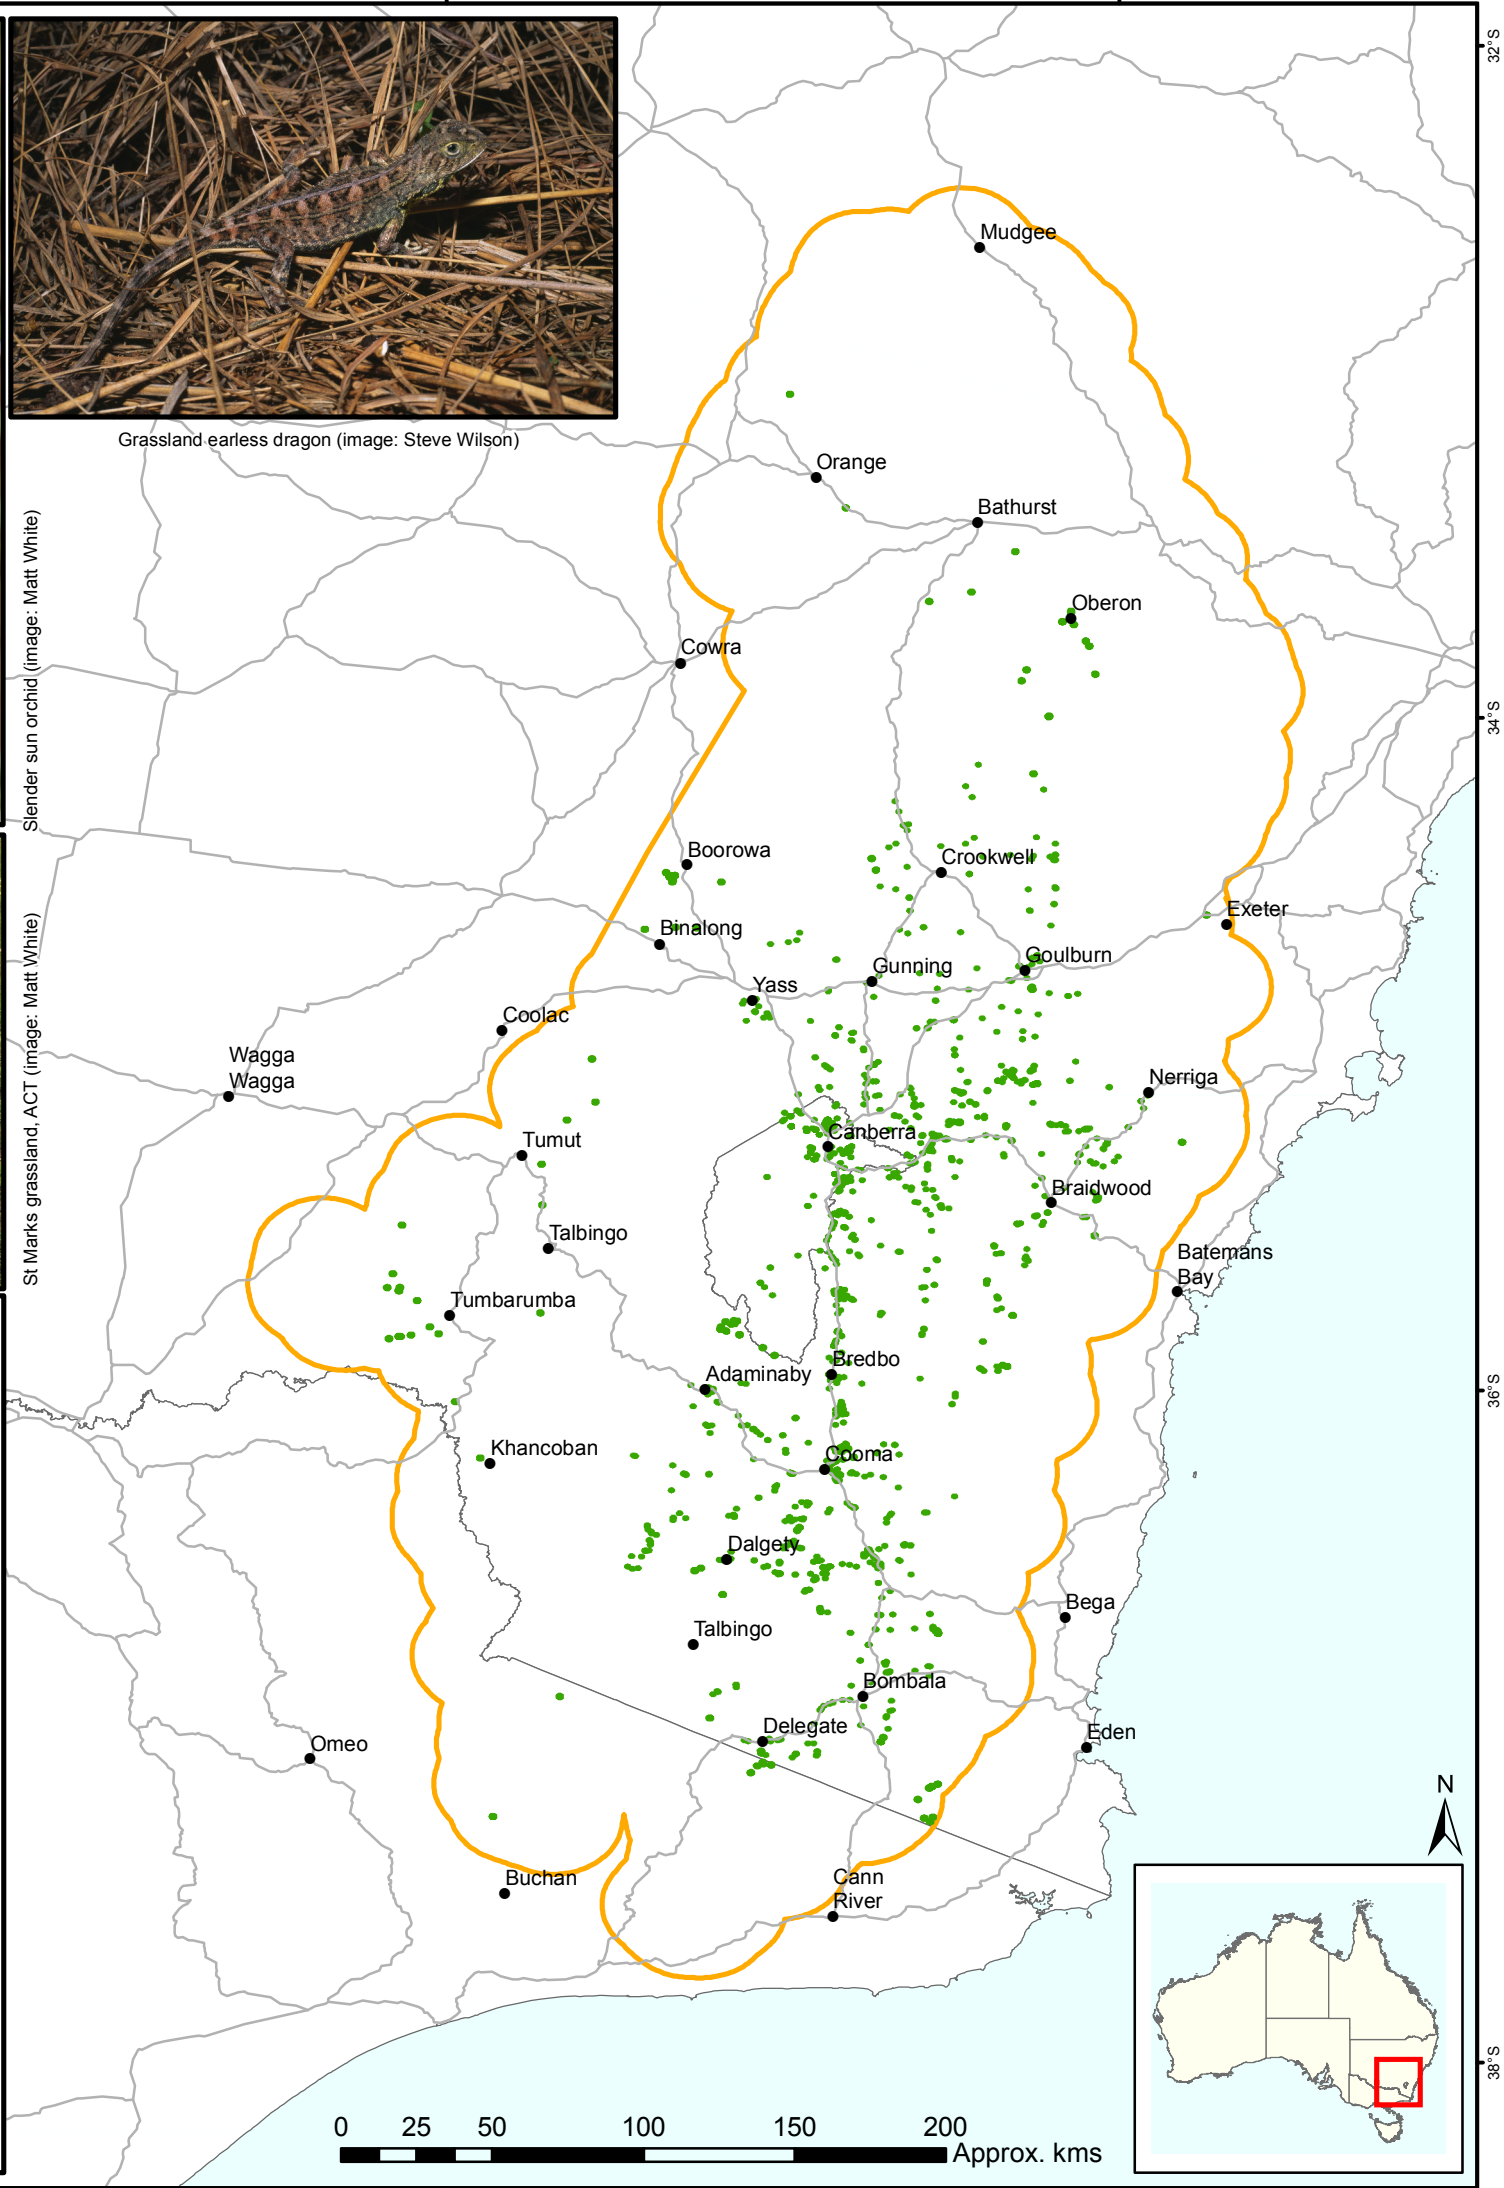 32°S
Mudgee
Grassland earless dragon (image: Steve Wilson)
Orange
Bathurst
Slender sun orchid (image: Matt White)
Oberon
Cowra
34°S
Boorowa
Crookwell
Exeter
Binalong
Goulburn
Gunning
Yass
Coolac
St Marks grassland, ACT (image: Matt White)
Wagga
Wagga
Nerriga
Canberra
Tumut
Braidwood
Talbingo
Batemans
Bay
Tumbarumba
Bredbo
Adaminaby
36°S
Khancoban
Cooma
Dalgety
Bega
Talbingo
Bombala
Delegate
Eden
Omeo
N
Buchan
Cann
River
38°S
0 25 50 100 150 200
Approx. kms